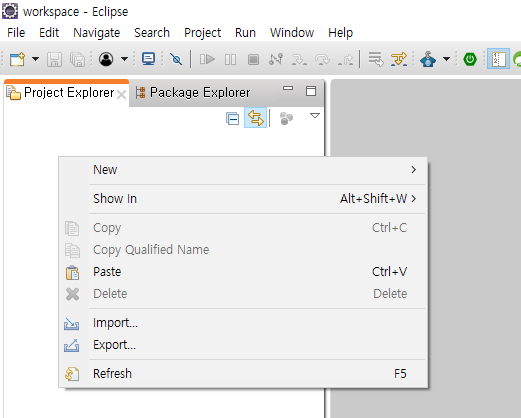 workspace - Eclipse
File Edit Navigate Search Project Run Window Help
Project Explorer Package Explorer
New
Show In Alt+Shift+W
Copy Ctrl+C
Copy Qualified Name
Paste Ctrl+V
Delete Delete
Import...
Export...
Refresh F5